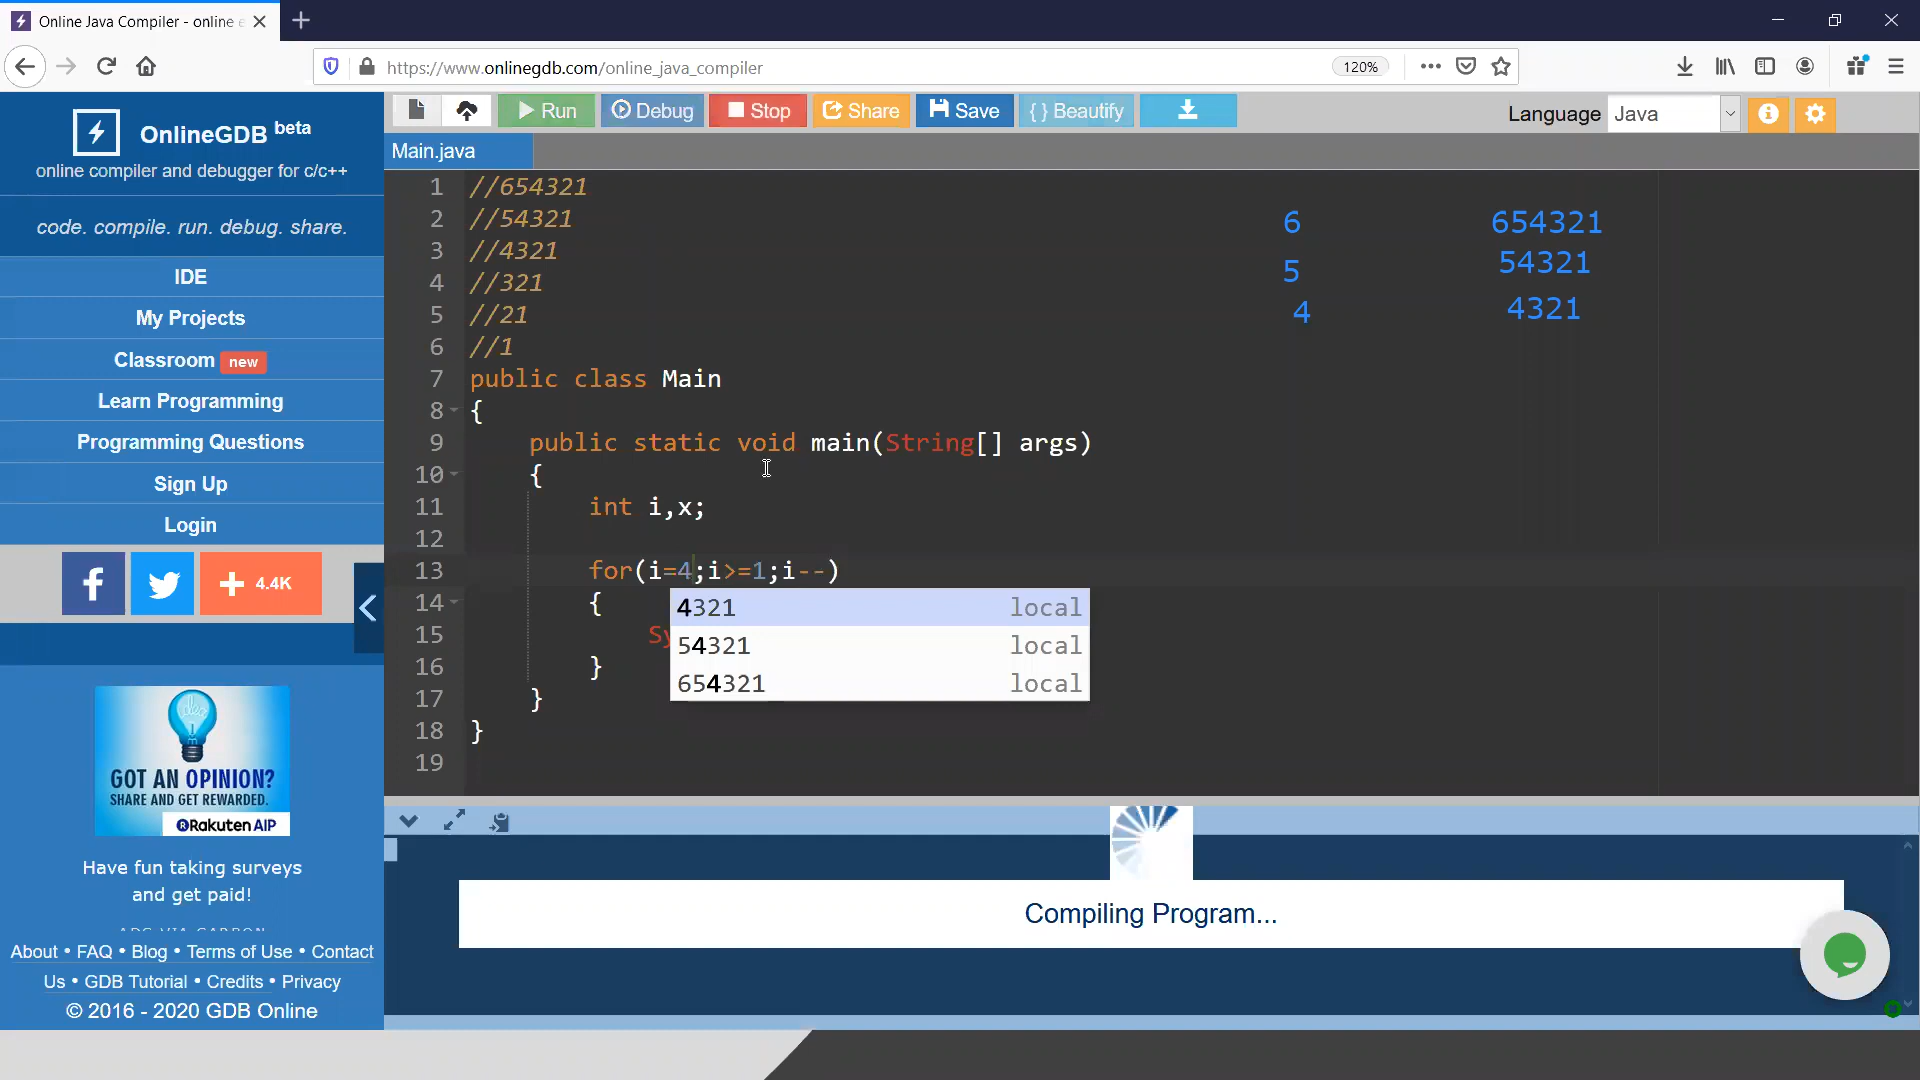 Online Java Compiler - online e
https://www.onlinegdb.com/online_java_compiler
120%
OnlineGDB beta
online compiler and debugger for c/c++
code. compile. run. debug. share.
IDE
My Projects
Classroom new
Learn Programming
Programming Questions
Sign Up
Login
f
+ 4.4K
GOT AN OPINION?
SHARE AND GET REWARDED.
Rakuten AIP
Have fun taking surveys
and get paid!
ADS VIA CARBON
About • FAQ • Blog • Terms of Use • Contact
Us • GDB Tutorial • Credits • Privacy
© 2016 - 2020 GDB Online
Run
Debug
Stop
Share
Save
{ } Beautify
Language Java
Main.java
1 //654321
2 //54321
3 //4321
4 //321
5 //21
6 //1
7 public class Main
8 {
9 public static void main(String[] args)
10 {
11 int i,x;
12
13 for(i=4;i>=1;i--)
14 {
15 Sy
16 }
17 }
18 }
19
4321 local
54321 local
654321 local
6 654321
5 54321
4 4321
Compiling Program...